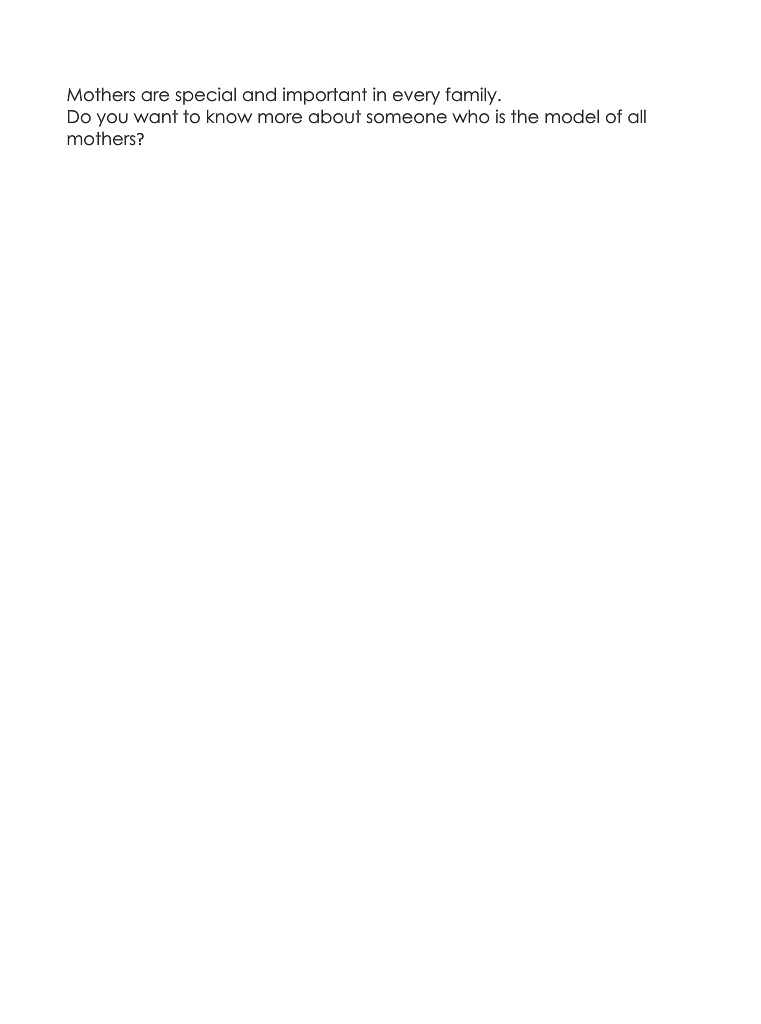 Mothers are special and important in every family.
Do you want to know more about someone who is the model of all
mothers?